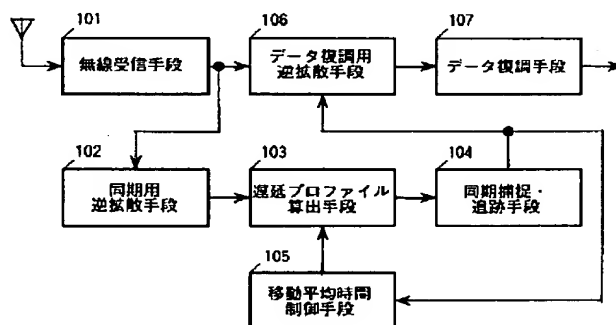 101
無線受信手段
106
データ復調用
逆拡散手段
107
データ復調手段
102
同期用
逆拡散手段
103
遅延プロファイル
算出手段
104
同期捕捉・
追跡手段
105
移動平均時間
制御手段